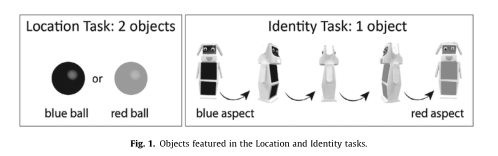 Location Task: 2 objects
Identity Task: 1 object
or
blue ball
red ball
blue aspect
red aspect
Fig. 1. Objects featured in the Location and Identity tasks.